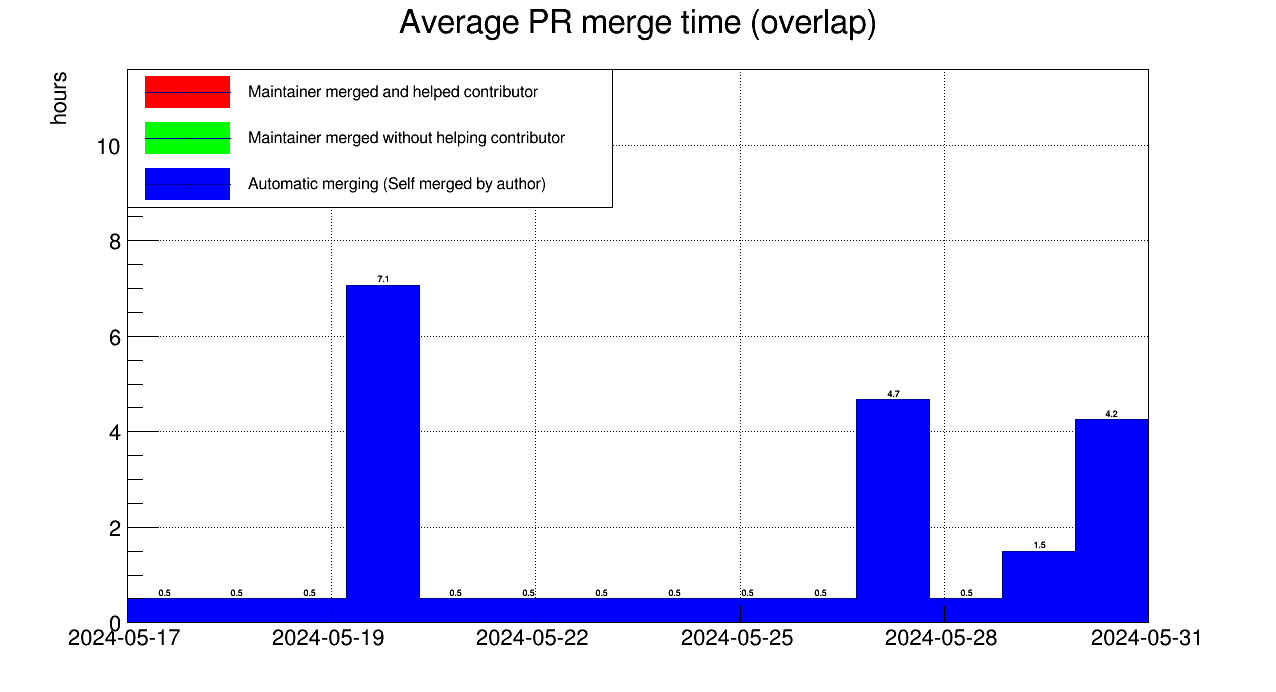 Average PR merge time (overlap)
hours
Maintainer merged and helped contributor
Maintainer merged without helping contributor
Automatic merging (Self merged by author)
10
8
6
4
2
0
7.1
4.7
4.2
1.5
0.5 0.5 0.5 0.5 0.5 0.5 0.5 0.5 0.5 0.5
2024-05-17 2024-05-19 2024-05-22 2024-05-25 2024-05-28 2024-05-31